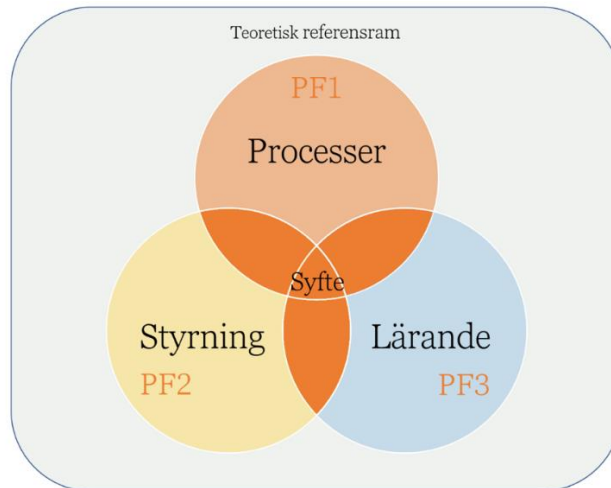 Teoretisk referensram
PF1
Processer
Syfte
Styrning
Lärande
PF2
PF3